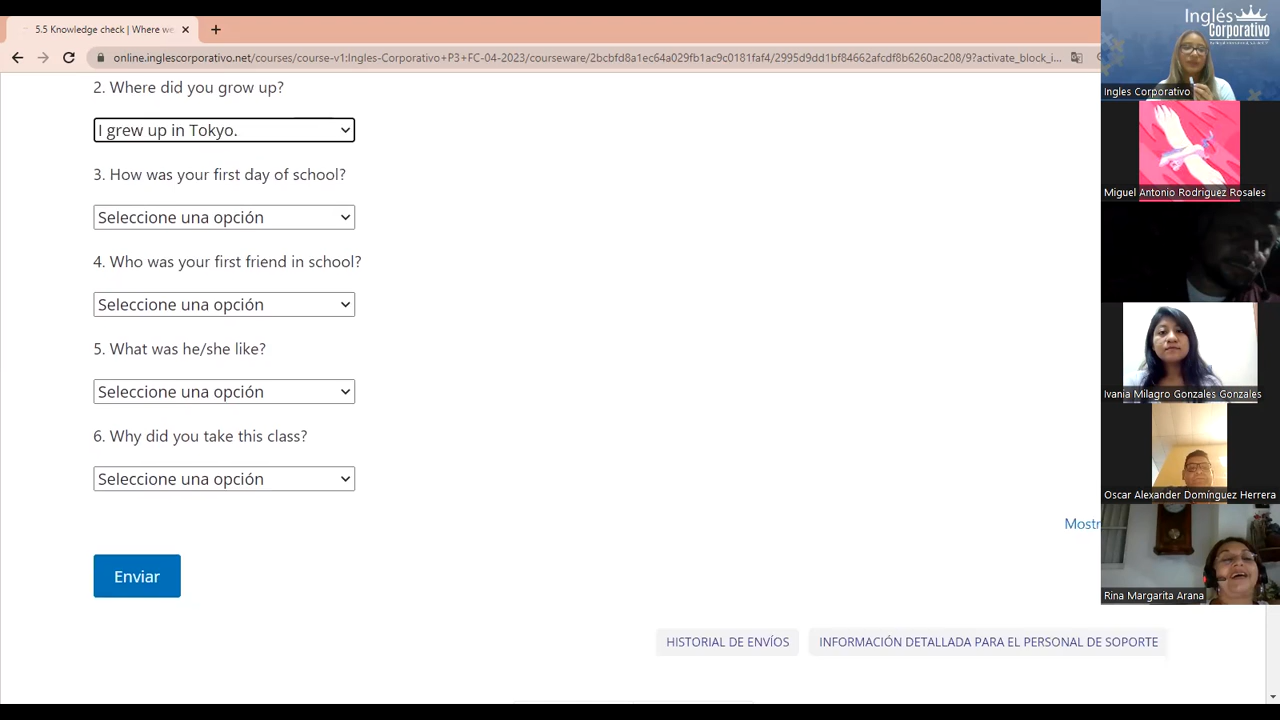 5.5 Knowledge check | Where we
online.inglescorporativo.net/courses/course-v1:Ingles-Corporativo+P3+FC-04-2023/courseware/2bcbfd8a1ec64a029fb1ac9c0181faf4/2995d9dd1bf84662afcdf8b6260ac208/9?activate_block_i...
2. Where did you grow up?
I grew up in Tokyo.
3. How was your first day of school?
Seleccione una opción
4. Who was your first friend in school?
Seleccione una opción
5. What was he/she like?
Seleccione una opción
6. Why did you take this class?
Seleccione una opción
Mostr
Enviar
HISTORIAL DE ENVÍOS
INFORMACIÓN DETALLADA PARA EL PERSONAL DE SOPORTE
Inglés
Corporativo
Ingles Corporativo
Miguel Antonio Rodriguez Rosales
Ivania Milagro Gonzales Gonzales
Oscar Alexander Domínguez Herrera
Rina Margarita Arana